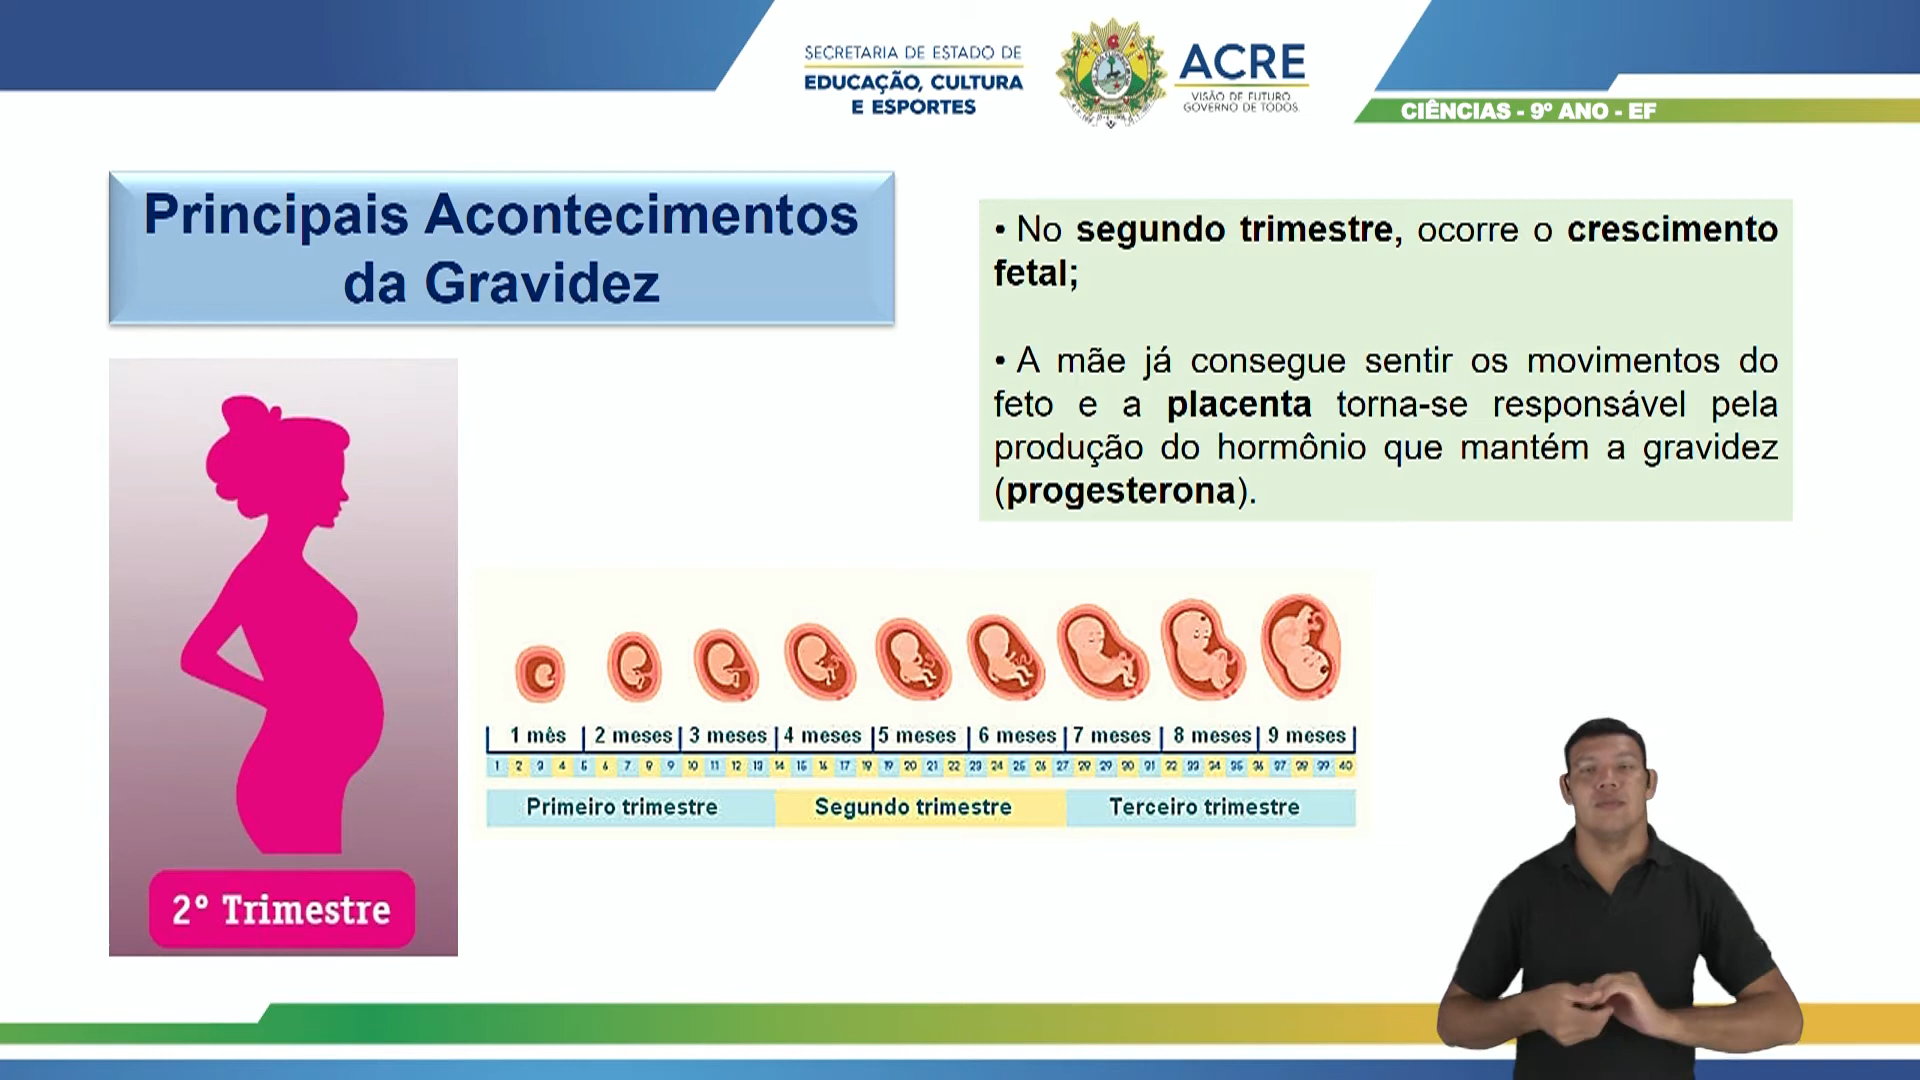 SECRETARIA DE ESTADO DE
EDUCAÇÃO, CULTURA
E ESPORTES
ACRE
VISÃO DE FUTURO
GOVERNO DE TODOS
CIÊNCIAS - 9º ANO - EF
Principais Acontecimentos
da Gravidez
• No segundo trimestre, ocorre o crescimento
fetal;
• A mãe já consegue sentir os movimentos do
feto e a placenta torna-se responsável pela
produção do hormônio que mantém a gravidez
(progesterona).
1 mês 2 meses 3 meses 4 meses 5 meses 6 meses 7 meses 8 meses 9 meses
Primeiro trimestre Segundo trimestre Terceiro trimestre
2º Trimestre